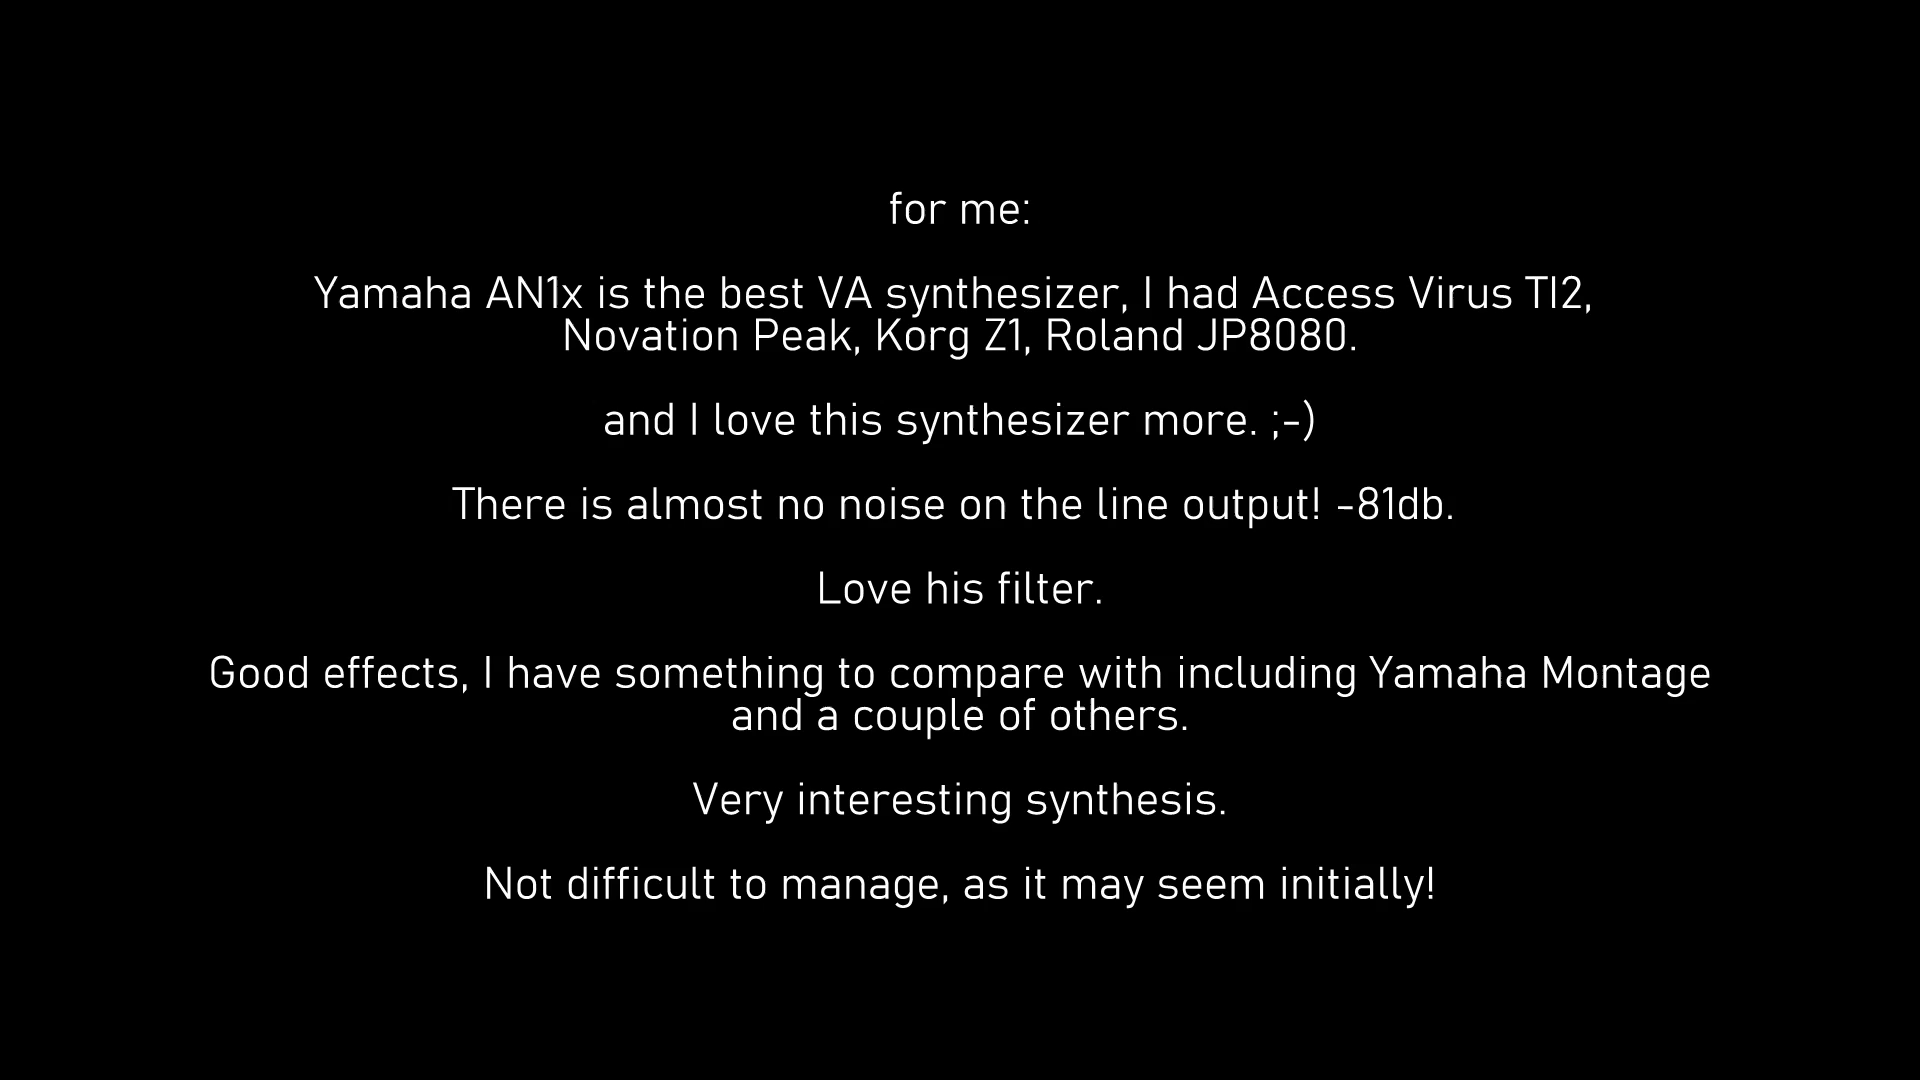 for me:
Yamaha AN1x is the best VA synthesizer, I had Access Virus TI2,
Novation Peak, Korg Z1, Roland JP8080.
and I love this synthesizer more. ;-)
There is almost no noise on the line output! -81db.
Love his filter.
Good effects, I have something to compare with including Yamaha Montage
and a couple of others.
Very interesting synthesis.
Not difficult to manage, as it may seem initially!